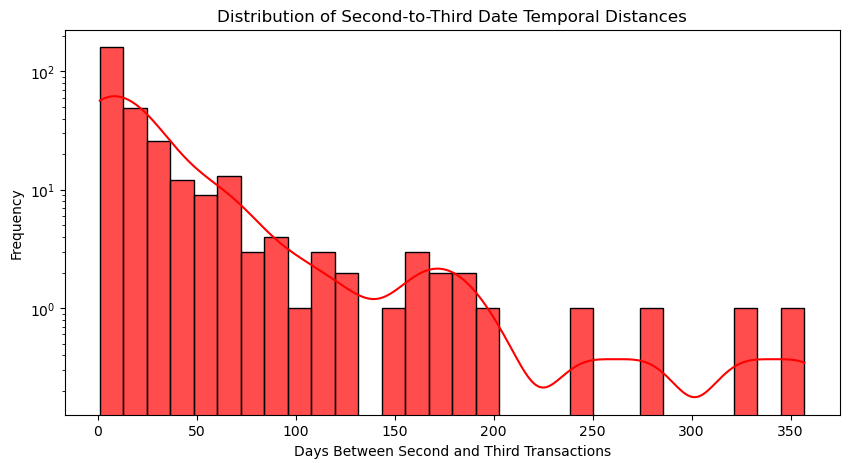 Distribution of Second-to-Third Date Temporal Distances
Frequency
10²
10¹
10⁰
0 50 100 150 200 250 300 350
Days Between Second and Third Transactions